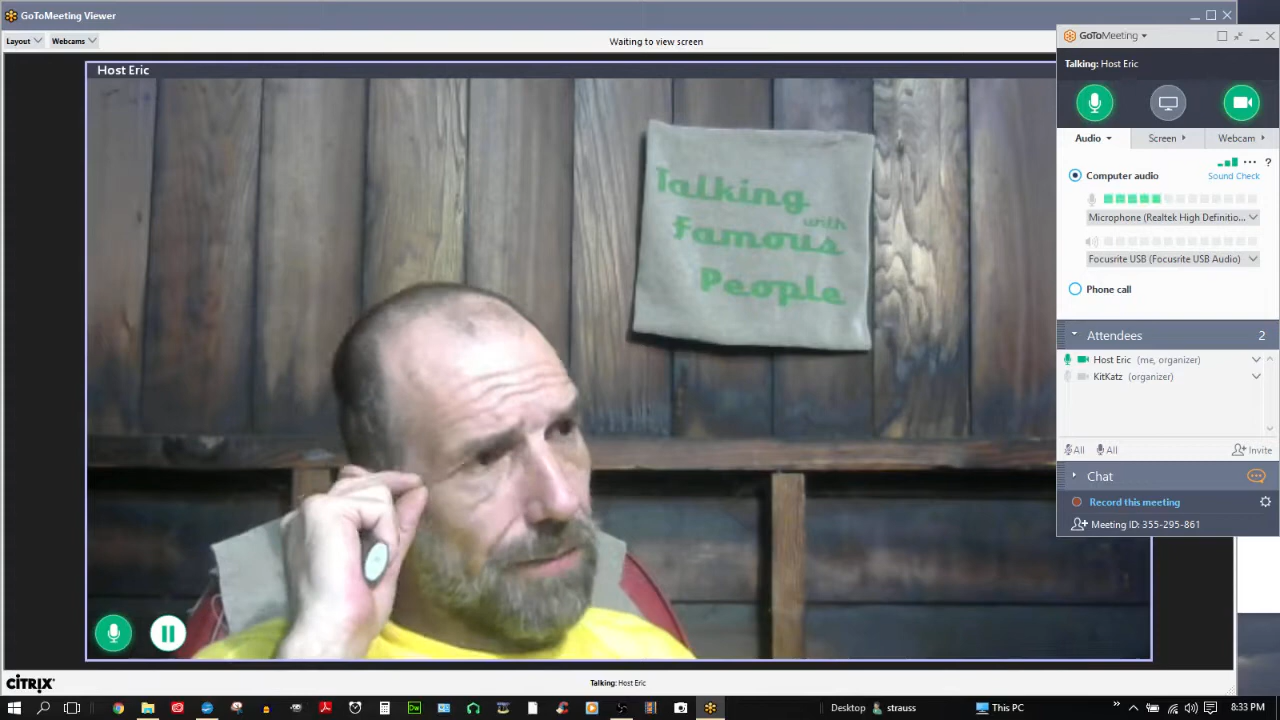 GoToMeeting Viewer
Layout
Webcams
Waiting to view screen
Host Eric
Talking
with
Famous
People
GoToMeeting
Talking: Host Eric
Audio
Screen
Webcam
?
Computer audio
Sound Check
Microphone (Realtek High Definitio...
Focusrite USB (Focusrite USB Audio)
Phone call
Attendees 2
Host Eric (me, organizer)
KitKatz (organizer)
All
All
Invite
Chat
Record this meeting
Meeting ID: 355-295-861
CİTRIX
Talking: Host Eric
Dw
Desktop
strauss
This PC
8:33 PM